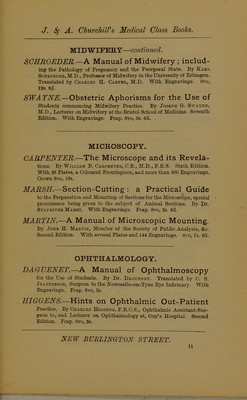 J. & A. Churchill's Medical Class Books.
MIDWIFERY—continued.
SCHROEDER.—A Manual of Midwifery; includ-
ing the Pathology of Pregnancy and the Puerperal State. By KARL
SCHROEDER, M.D., Professor of Midwifery in the University of Erlangen.
Translated by CHARLES H. CARTER, M.D. With Engravings. 8vo,
12s. 6d.
SWAYNE.—Obstetric Aphorisms for the Use of
Students commencing Midwifery Practice. By JOSEPH G. SWAYNE,
M.D., Lecturer on Midwifery at the Bristol School of Medicine. Seventh
Edition. With Engravings. Fcap. 8vo, 3s. 6d.
MICROSCOPY.
CARPENTER.—The Microscope and its Revela-
tions. By WILLIAM B. CARPENTER, C.B., M.D., F.R.S. Sixth Edition.
With 26 Plates, a Coloured Frontispiece, and more than 500 Engravings.
Crown 8vo, 16s.
MARSH.—Section-Cutting: a Practical Guide
to the Preparation and Mounting of Sections for the Microscope, special
prominence being given to the subject of Animal Sections. By Dr.
SYLVESTER MARSH. With Engravings. Fcap. 8vo, 2s. 6d.
MARTIN.—A Manual of Microscopic Mounting.
By JOHN H. MARTIN, Member of the Society of Public Analysts, &c.
Second Edition. With several Plates and 144 Engravings. 8vo, 7s. 6d.
OPHTHALMOLOGY.
DAGUENET.—A Manual of Ophthalmoscopy
for the Use of Students. By Dr. DAGUENET. Translated by C. S.
JEAFFRESON, Surgeon to the Newcastle-on-Tyne Eye Infirmary. With
Engravings. Fcap. 8vo, 5s.
HIGGENS.—Hints on Ophthalmic Out-Patient
Practice. By CHARLES HIGGENS, F.R.C.S., Ophthalmic Assistant-Sur-
geon to, and Lecturer on Ophthalmology at, Guy's Hospital. Second
Edition. Fcap. 8vo, 3s.
NEW BURLINGTON STREET.
11